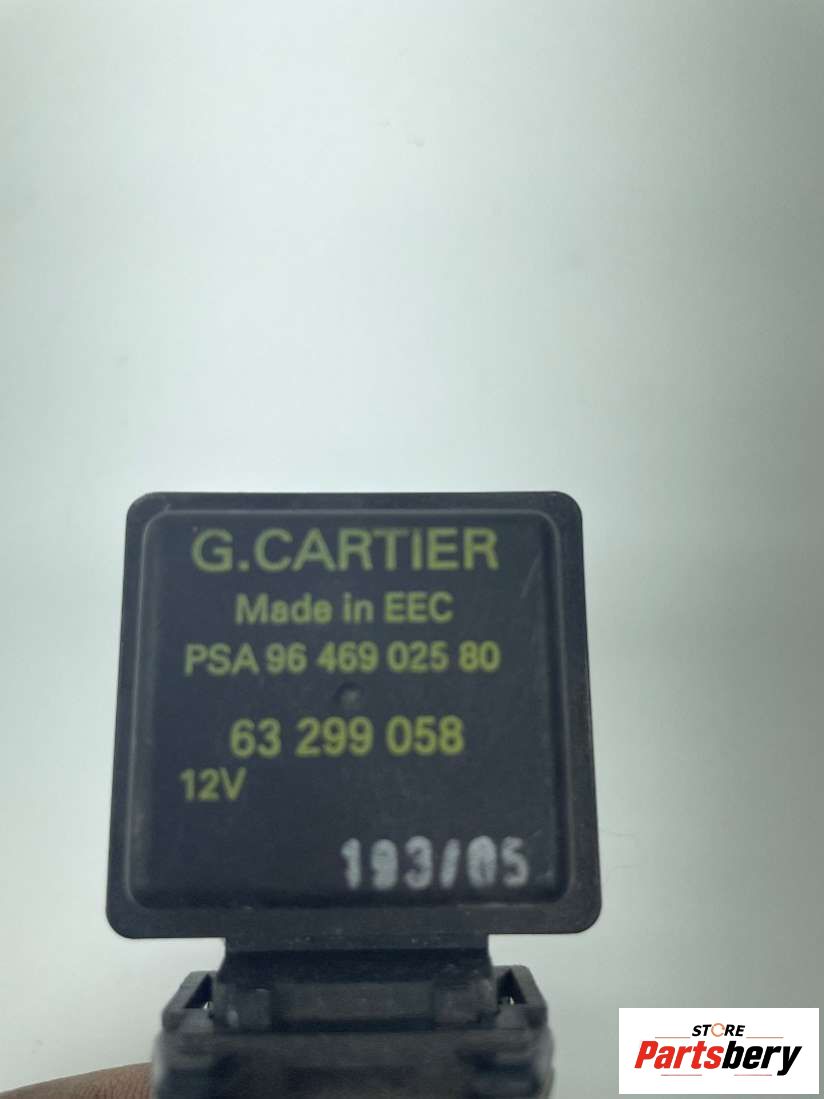 G.CARTIER
Made in EEC
PSA 96 469 025 80
63 299 058
12V
193/05
STORE
Partsbery